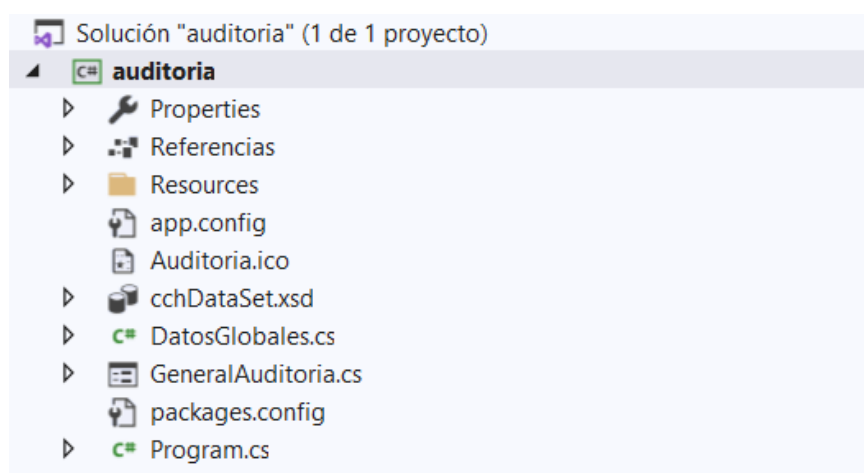 Solución "auditoria" (1 de 1 proyecto)
C# auditoria
Properties
Referencias
Resources
app.config
Auditoria.ico
cchDataSet.xsd
C# DatosGlobales.cs
GeneralAuditoria.cs
packages.config
C# Program.cs